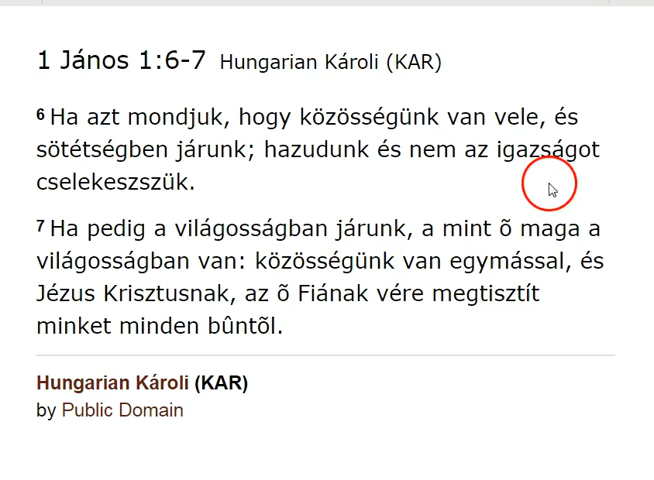 1 János 1:6-7 Hungarian Károli (KAR)
6 Ha azt mondjuk, hogy közösségünk van vele, és
sötétségben járunk; hazudunk és nem az igazságot
cselekeszszük.
7 Ha pedig a világosságban járunk, a mint õ maga a
világosságban van: közösségünk van egymással, és
Jézus Krisztusnak, az õ Fiának vére megtisztít
minket minden bûntõl.
Hungarian Károli (KAR)
by Public Domain